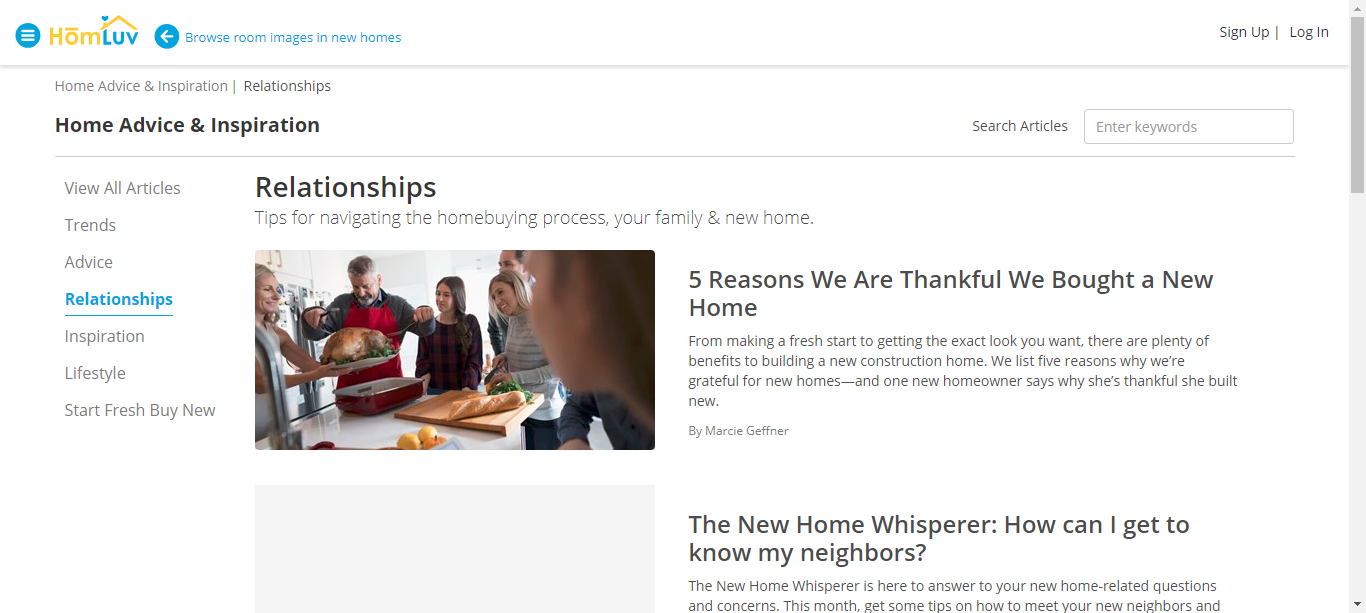 HōmLuv
Browse room images in new homes
Sign Up | Log In
Home Advice & Inspiration | Relationships
Home Advice & Inspiration
Search Articles
Enter keywords
View All Articles
Trends
Advice
Relationships
Inspiration
Lifestyle
Start Fresh Buy New
Relationships
Tips for navigating the homebuying process, your family & new home.
5 Reasons We Are Thankful We Bought a New
Home
From making a fresh start to getting the exact look you want, there are plenty of
benefits to building a new construction home. We list five reasons why we’re
grateful for new homes—and one new homeowner says why she’s thankful she built
new.
By Marcie Geffner
The New Home Whisperer: How can I get to
know my neighbors?
The New Home Whisperer is here to answer to your new home-related questions
and concerns. This month, get some tips on how to meet your new neighbors and